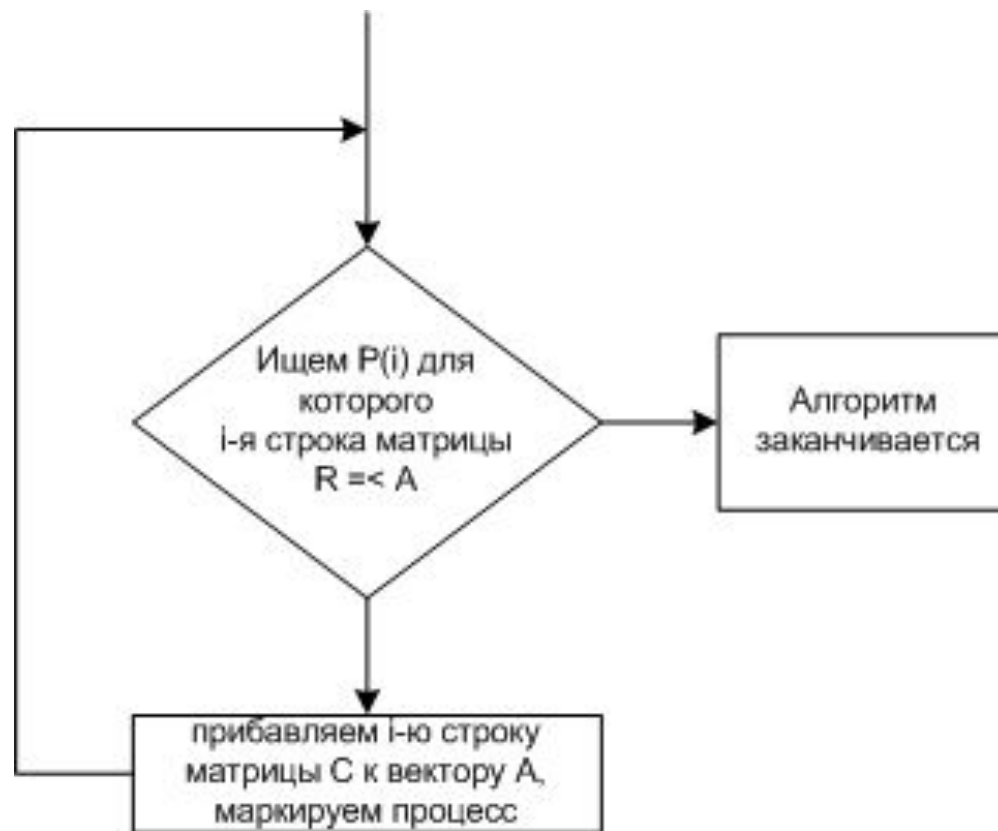 Ищем P(i) для
которого
i-я строка матрицы
R =< A
Алгоритм
заканчивается
прибавляем i-ю строку
матрицы C к вектору A,
маркируем процесс